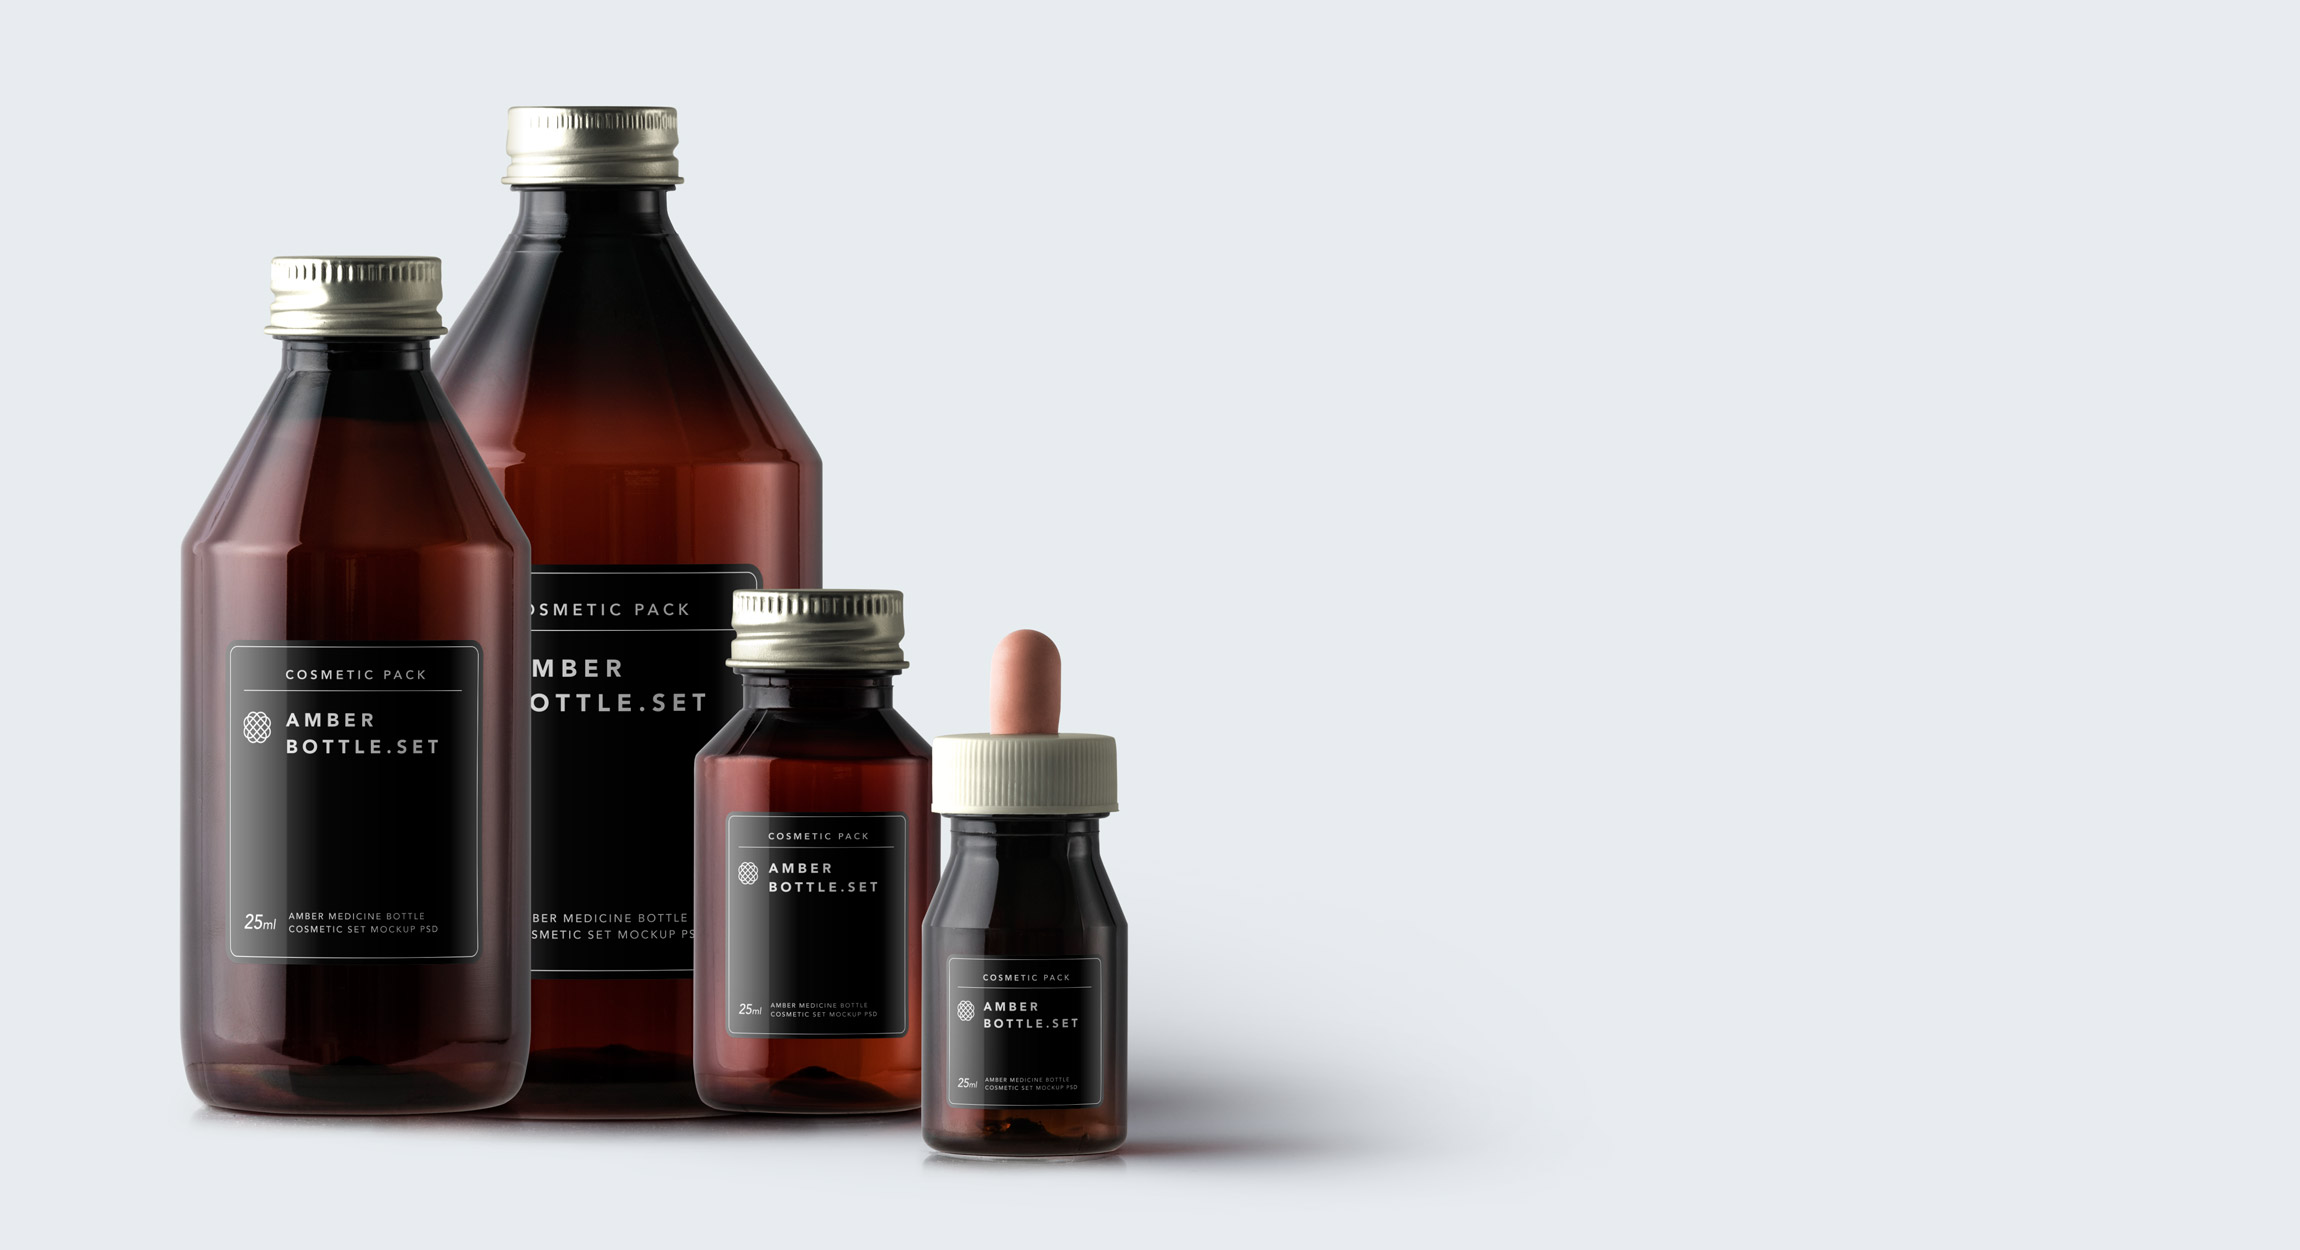 COSMETIC PACK
AMBER
BOTTLE.SET
25ml
AMBER MEDICINE BOTTLE
COSMETIC SET MOCKUP PSD
OSMETIC PACK
MBER
OTTLE.SET
BER MEDICINE BOTTLE
SMETIC SET MOCKUP PS
COSMETIC PACK
AMBER
BOTTLE.SET
25ml
AMBER MEDICINE BOTTLE
COSMETIC SET MOCKUP PSD
COSMETIC PACK
AMBER
BOTTLE.SET
25ml
AMBER MEDICINE BOTTLE
COSMETIC SET MOCKUP PSD